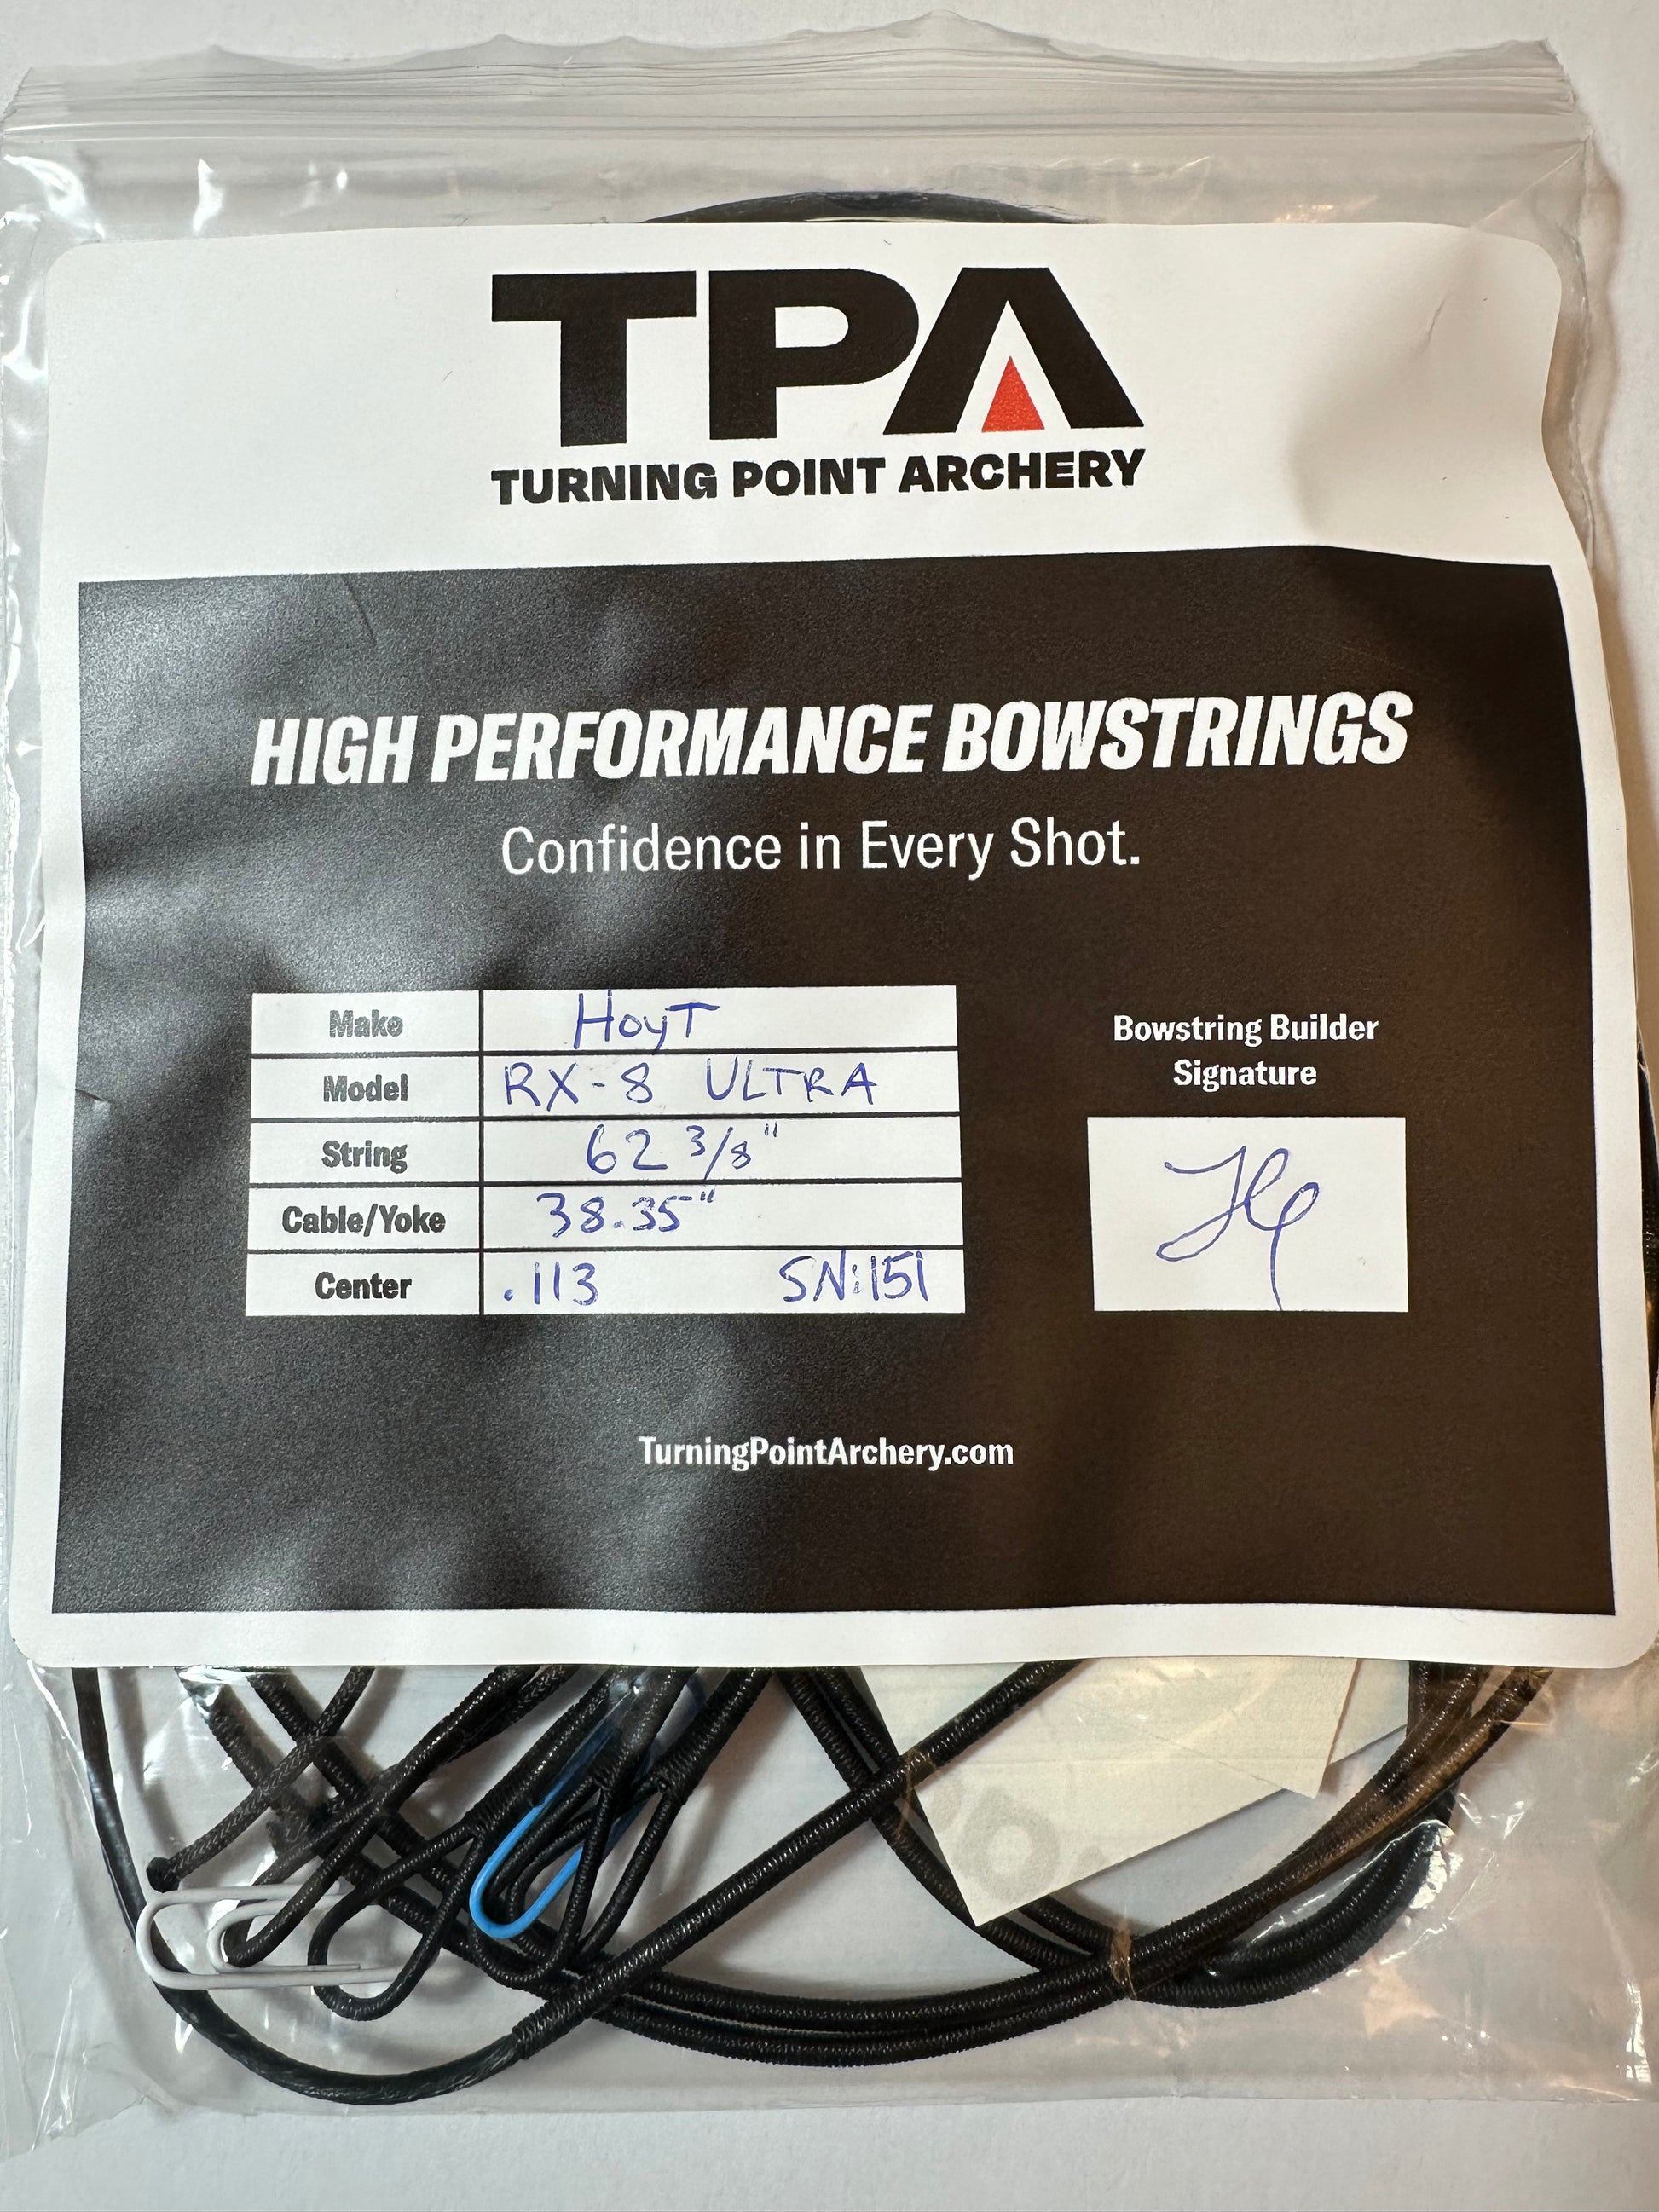 TPA
TURNING POINT ARCHERY
HIGH PERFORMANCE BOWSTRINGS
Confidence in Every Shot.
Make HoyT
Model RX-8 ULTRA
String 62 3/8"
Cable/Yoke 38.35"
Center .113 SN:151
Bowstring Builder
Signature
TurningPointArchery.com